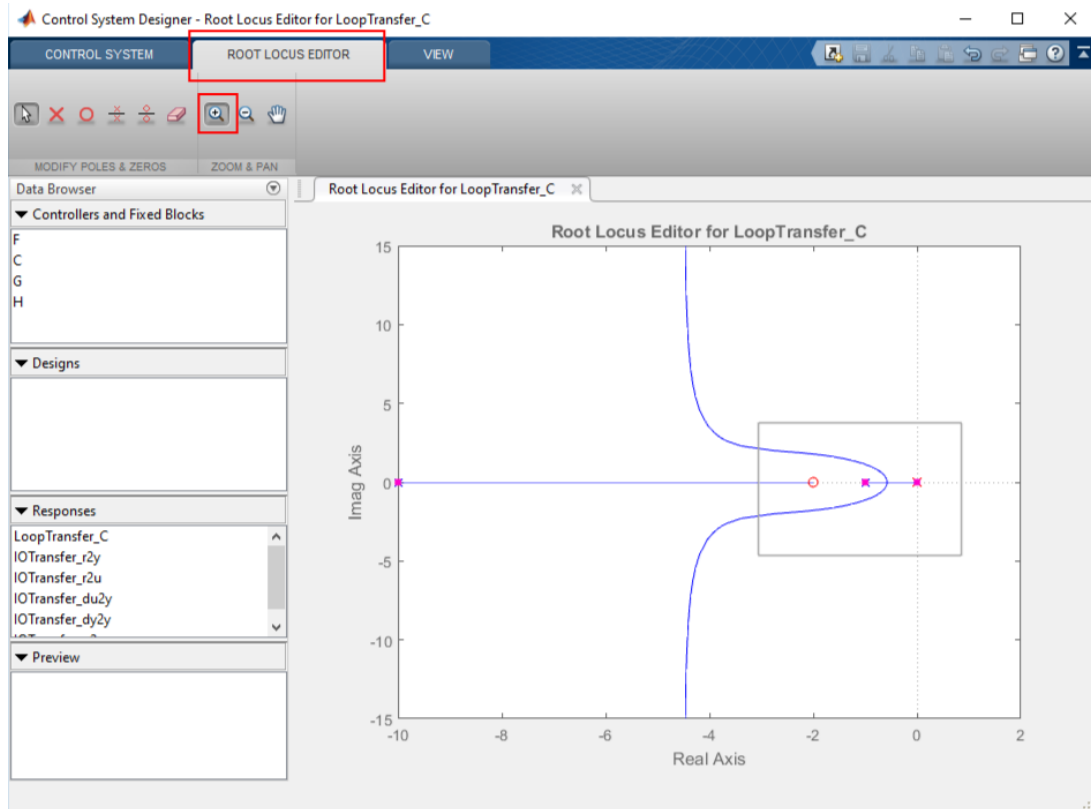 Control System Designer - Root Locus Editor for LoopTransfer_C
CONTROL SYSTEM
ROOT LOCUS EDITOR
VIEW
MODIFY POLES & ZEROS
ZOOM & PAN
Data Browser
Controllers and Fixed Blocks
F
C
G
H
Designs
Responses
LoopTransfer_C
IOTransfer_r2y
IOTransfer_r2u
IOTransfer_du2y
IOTransfer_dy2y
Preview
Root Locus Editor for LoopTransfer_C
Root Locus Editor for LoopTransfer_C
15
10
5
0
-5
-10
-15
Imag Axis
-10
-8
-6
-4
-2
0
2
Real Axis